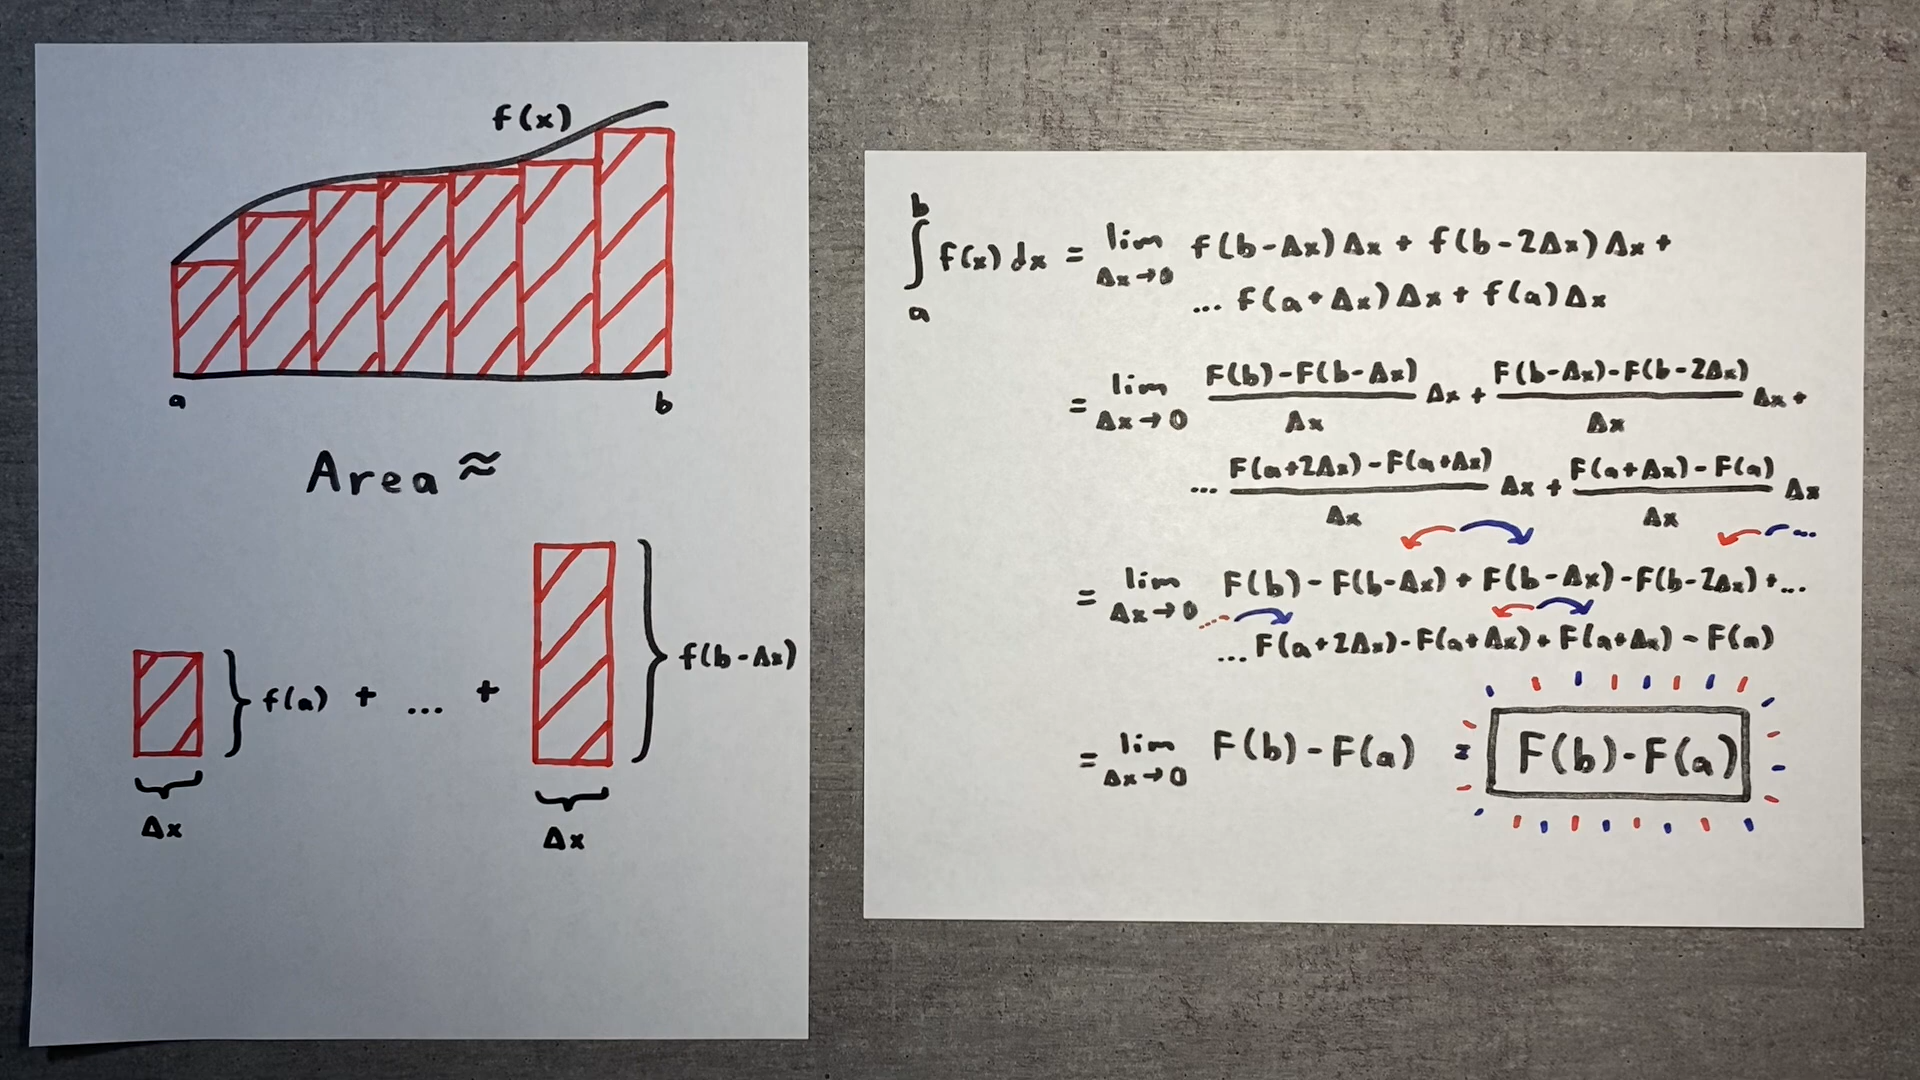 f(x)
a b
Area ≈
f(a) + ... + f(b-Δx)
Δx Δx
b
∫ f(x) dx = lim f(b-Δx)Δx + f(b-2Δx)Δx +
a Δx→0
... f(a+Δx)Δx + f(a)Δx
= lim F(b)-F(b-Δx) Δx + F(b-Δx)-F(b-2Δx) Δx +
Δx→0 Δx Δx
... F(a+2Δx)-F(a+Δx) Δx + F(a+Δx)-F(a) Δx
Δx Δx
...
= lim F(b)-F(b-Δx)+F(b-Δx)-F(b-2Δx)+...
Δx→0
... F(a+2Δx)-F(a+Δx)+F(a+Δx)-F(a)
= lim F(b)-F(a) = F(b)-F(a)
Δx→0